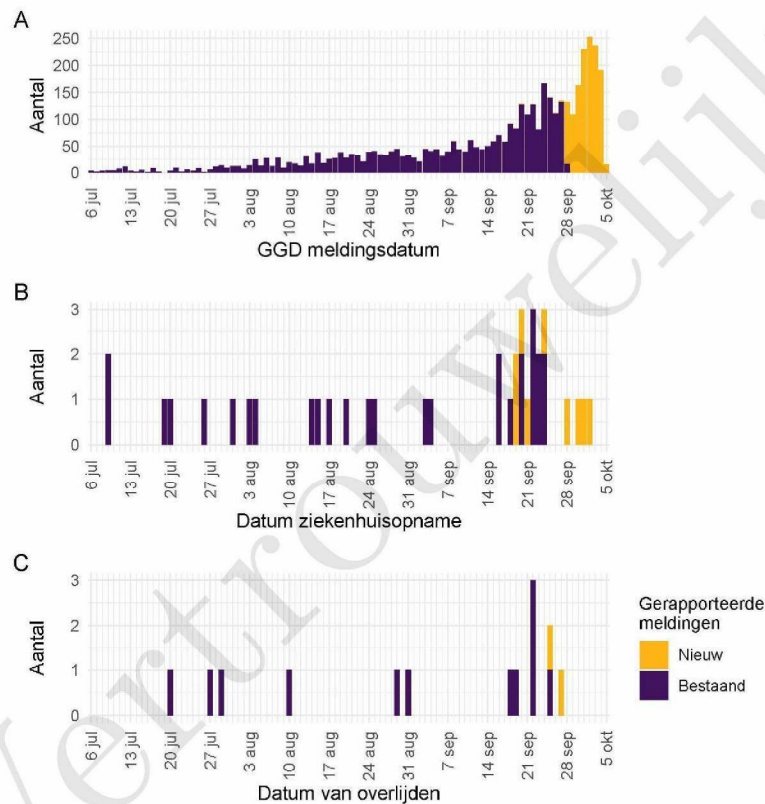 A
Aantal
250
200
150
100
50
0
6 jul
13 jul
20 jul
27 jul
3 aug
10 aug
17 aug
24 aug
31 aug
7 sep
14 sep
21 sep
28 sep
5 okt
GGD meldingsdatum
B
Aantal
3
2
1
0
6 jul
13 jul
20 jul
27 jul
3 aug
10 aug
17 aug
24 aug
31 aug
7 sep
14 sep
21 sep
28 sep
5 okt
Datum ziekenhuisopname
C
Aantal
3
2
1
0
6 jul
13 jul
20 jul
27 jul
3 aug
10 aug
17 aug
24 aug
31 aug
7 sep
14 sep
21 sep
28 sep
5 okt
Datum van overlijden
Gerapporteerde
meldingen
Nieuw
Bestaand
Vertrouwelijk